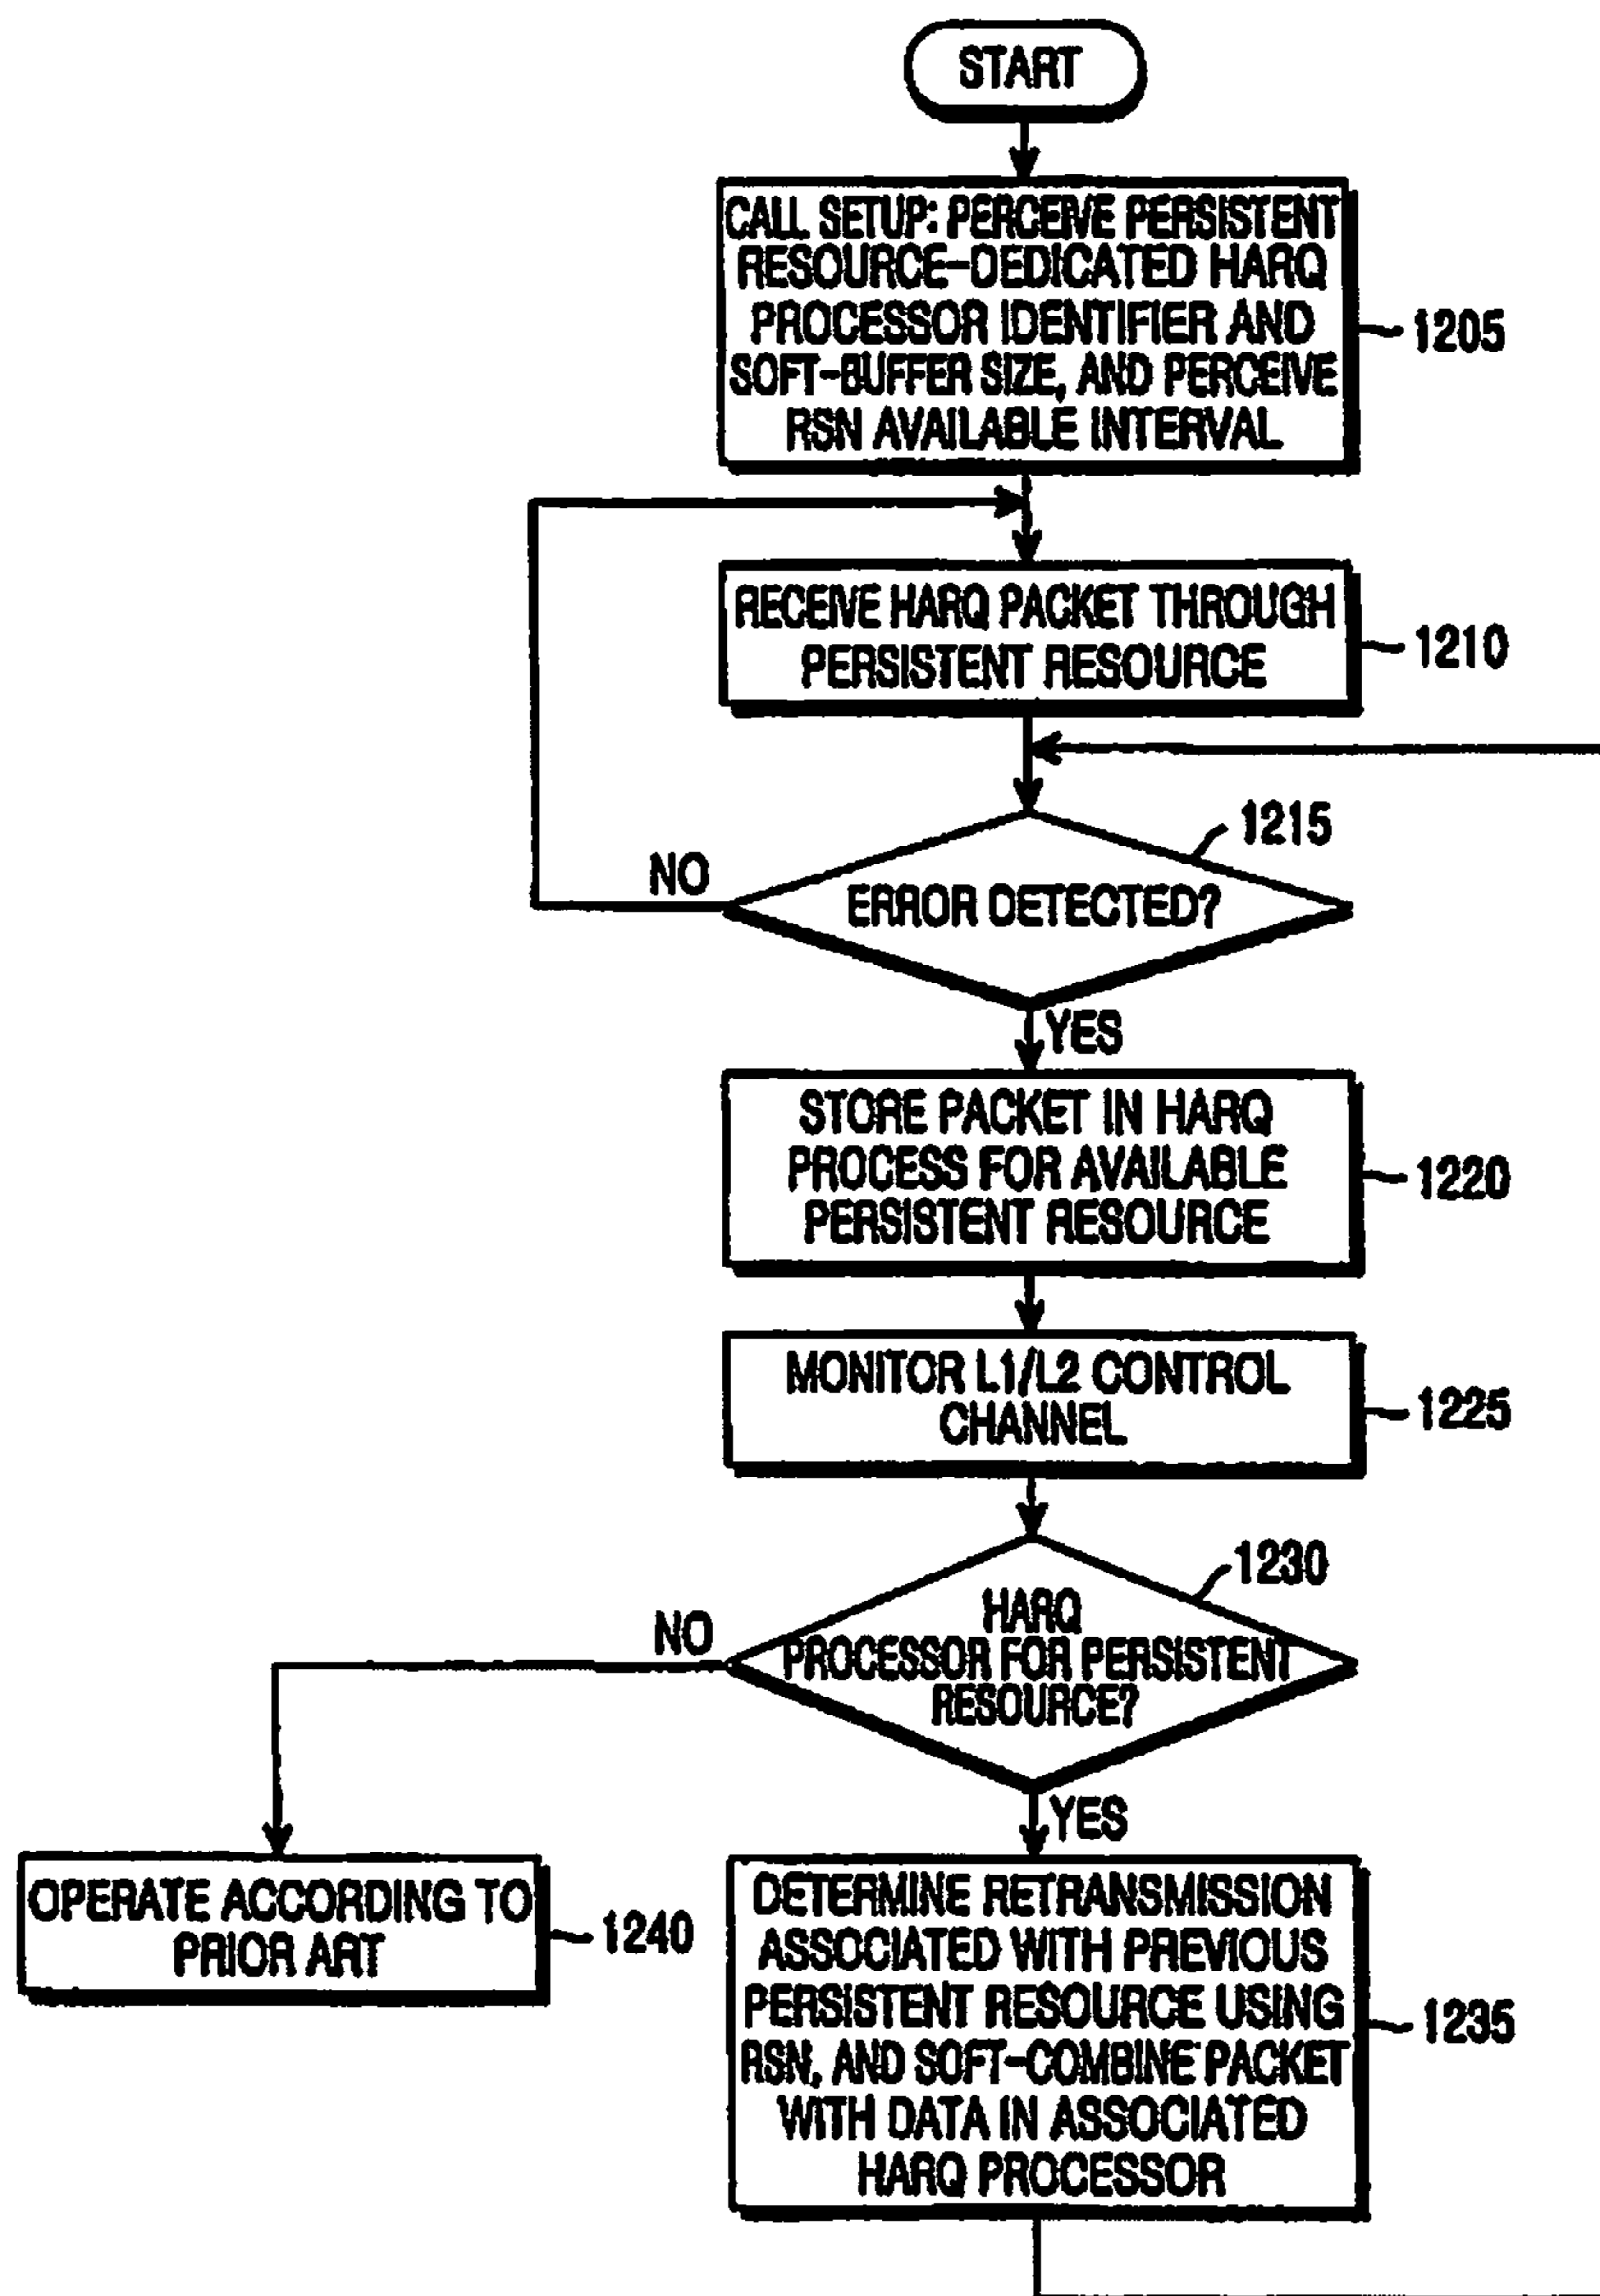 START
CALL SETUP: PERCEIVE PERSISTENT
RESOURCE-DEDICATED HARQ
PROCESSOR IDENTIFIER AND
SOFT-BUFFER SIZE, AND PERCEIVE
RSN AVAILABLE INTERVAL
1205
RECEIVE HARQ PACKET THROUGH
PERSISTENT RESOURCE
1210
1215
NO
ERROR DETECTED?
YES
STORE PACKET IN HARQ
PROCESS FOR AVAILABLE
PERSISTENT RESOURCE
1220
MONITOR L1/L2 CONTROL
CHANNEL
1225
1230
NO
HARQ
PROCESSOR FOR PERSISTENT
RESOURCE?
YES
OPERATE ACCORDING TO
PRIOR ART
1240
DETERMINE RETRANSMISSION
ASSOCIATED WITH PREVIOUS
PERSISTENT RESOURCE USING
RSN, AND SOFT-COMBINE PACKET
WITH DATA IN ASSOCIATED
HARQ PROCESSOR
1235